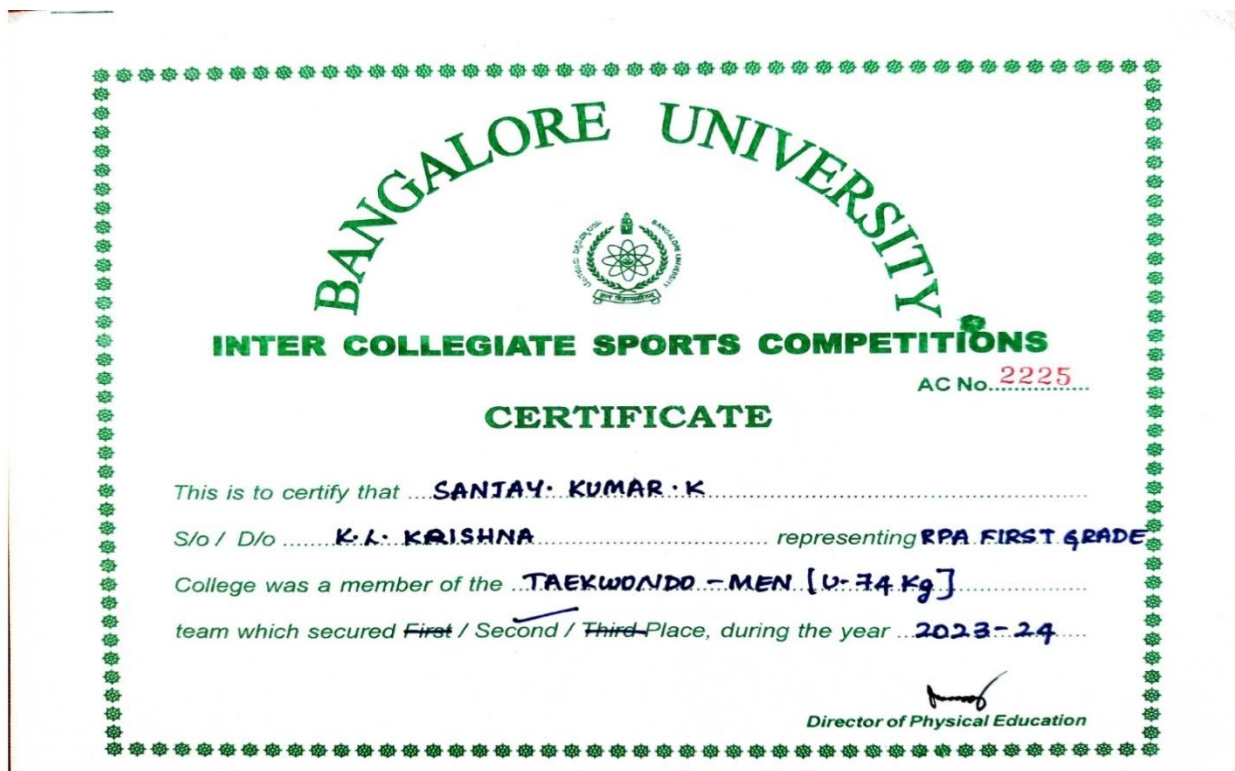 BANGALORE UNIVERSITY
BANGALORE UNIVERSITY
INTER COLLEGIATE SPORTS COMPETITIONS
AC No. 2225
CERTIFICATE
This is to certify that SANJAY. KUMAR. K
S/o / D/o K. L. KRISHNA representing RPA FIRST GRADE
College was a member of the TAEKWONDO - MEN [U-74 Kg]
team which secured First / Second / Third Place, during the year 2023-24
Director of Physical Education